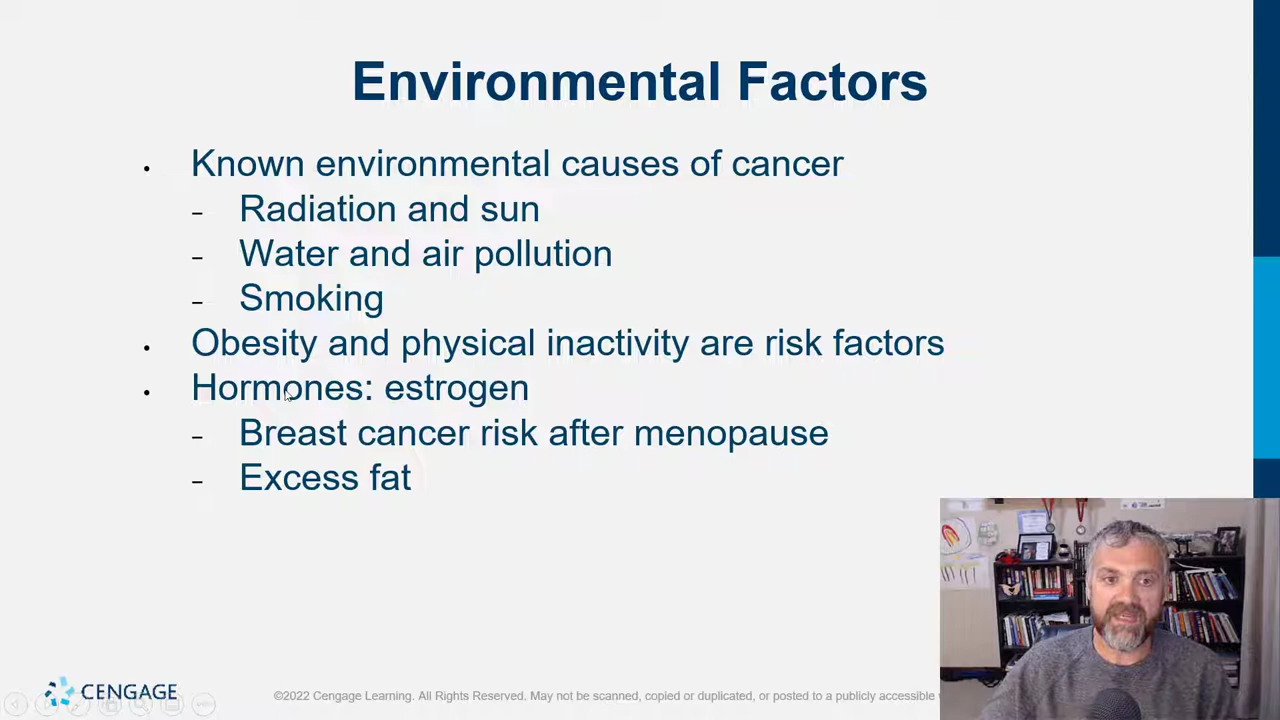 Environmental Factors
• Known environmental causes of cancer
– Radiation and sun
– Water and air pollution
– Smoking
• Obesity and physical inactivity are risk factors
• Hormones: estrogen
– Breast cancer risk after menopause
– Excess fat
CENGAGE
©2022 Cengage Learning. All Rights Reserved. May not be scanned, copied or duplicated, or posted to a publicly accessible